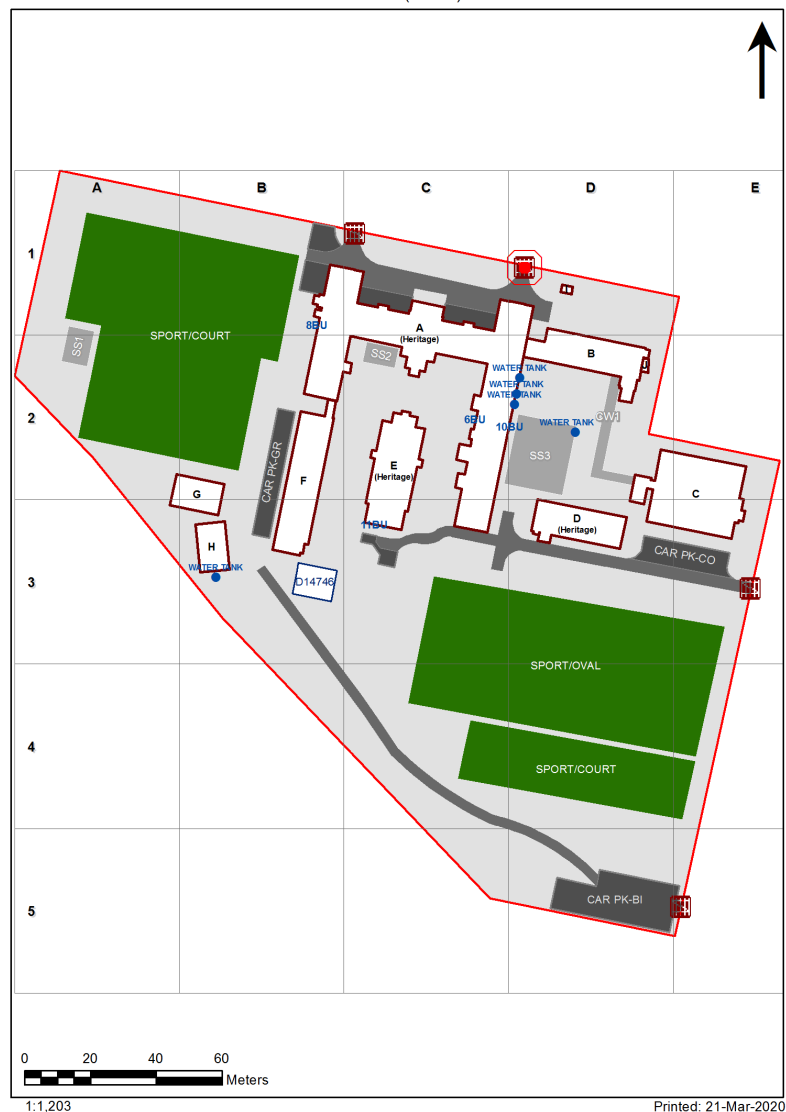 A
B
C
D
E
1
SPORT/COURT
8BU
A
(Heritage)
SS1
SS2
B
WATER TANK
WATER TANK
WATER TANK
2
6BU
10BU
WATER TANK
CW1
CAR PK-GR
E
(Heritage)
SS3
F
G
C
11BU
D
(Heritage)
H
CAR PK-CO
WATER TANK
3
D14746
SPORT/OVAL
4
SPORT/COURT
CAR PK-BI
5
0 20 40 60
Meters
1:1,203
Printed: 21-Mar-2020